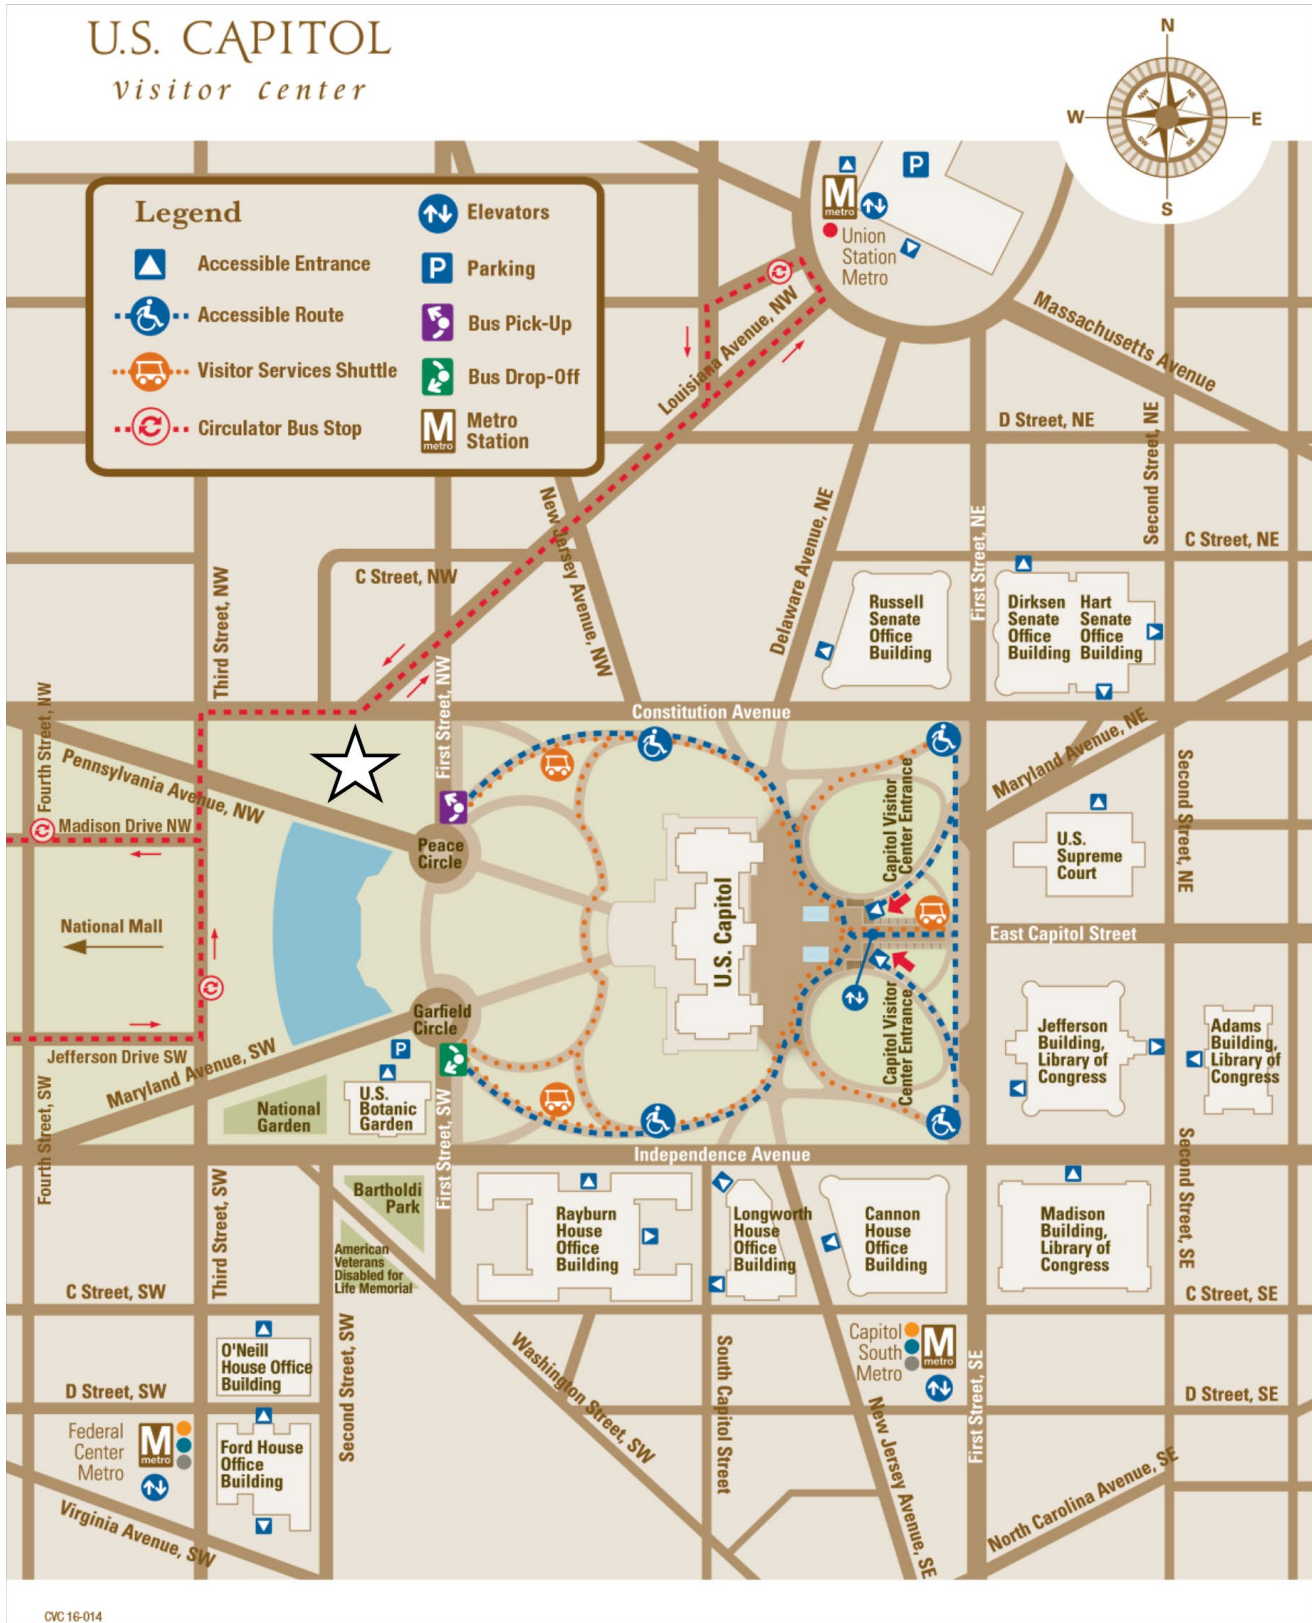 U.S. CAPITOL
Visitor Center
N
NW
NE
W
E
SW
SE
S
Legend
Accessible Entrance
Accessible Route
Visitor Services Shuttle
Circulator Bus Stop
Elevators
P
Parking
Bus Pick-Up
Bus Drop-Off
M
metro
Metro
Station
P
M
metro
Union
Station
Metro
Louisiana Avenue, NW
Massachusetts Avenue
D Street, NE
Second Street, NE
C Street, NE
First Street, NE
Delaware Avenue, NE
New Jersey Avenue, NW
C Street, NW
Third Street, NW
First Street, NW
Fourth Street, NW
Russell
Senate
Office
Building
Dirksen
Senate
Office
Building
Hart
Senate
Office
Building
Constitution Avenue
Maryland Avenue, NE
Second Street, NE
Pennsylvania Avenue, NW
Madison Drive NW
Peace
Circle
Capitol Visitor
Center Entrance
U.S.
Supreme
Court
National Mall
U.S. Capitol
East Capitol Street
Garfield
Circle
Capitol Visitor
Center Entrance
Jefferson
Building,
Library of
Congress
Adams
Building,
Library of
Congress
Jefferson Drive SW
Maryland Avenue, SW
P
U.S.
Botanic
Garden
National
Garden
Fourth Street, SW
First Street, SW
Independence Avenue
Second Street, SE
Third Street, SW
Bartholdi
Park
American
Veterans
Disabled for
Life Memorial
Rayburn
House
Office
Building
Longworth
House
Office
Building
Cannon
House
Office
Building
Madison
Building,
Library of
Congress
C Street, SW
C Street, SE
O'Neill
House Office
Building
Second Street, SW
Washington Street, SW
South Capitol Street
Capitol
South
Metro
M
metro
First Street, SE
D Street, SW
D Street, SE
Federal
Center
Metro
M
metro
Ford House
Office
Building
New Jersey Avenue, SE
North Carolina Avenue, SE
Virginia Avenue, SW
CVC 16-014